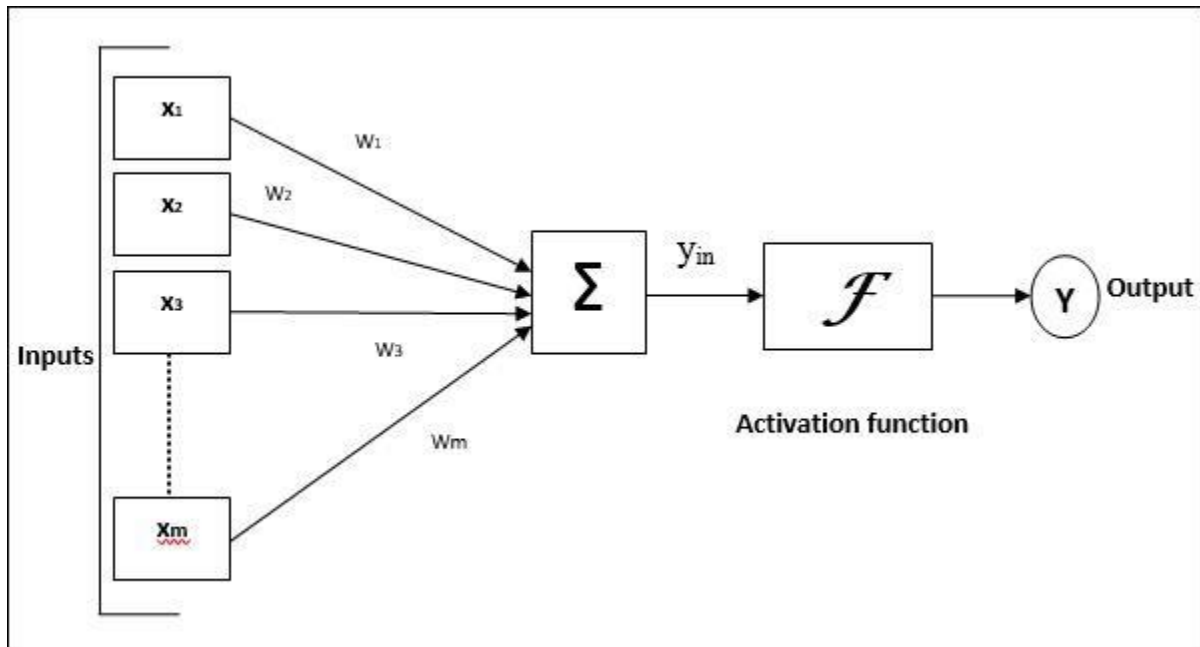 x₁
W₁
x₂
W₂
x₃
W₃
Inputs
Σ
yᵢₙ
ℱ
Y
Output
Activation function
Wm
xm